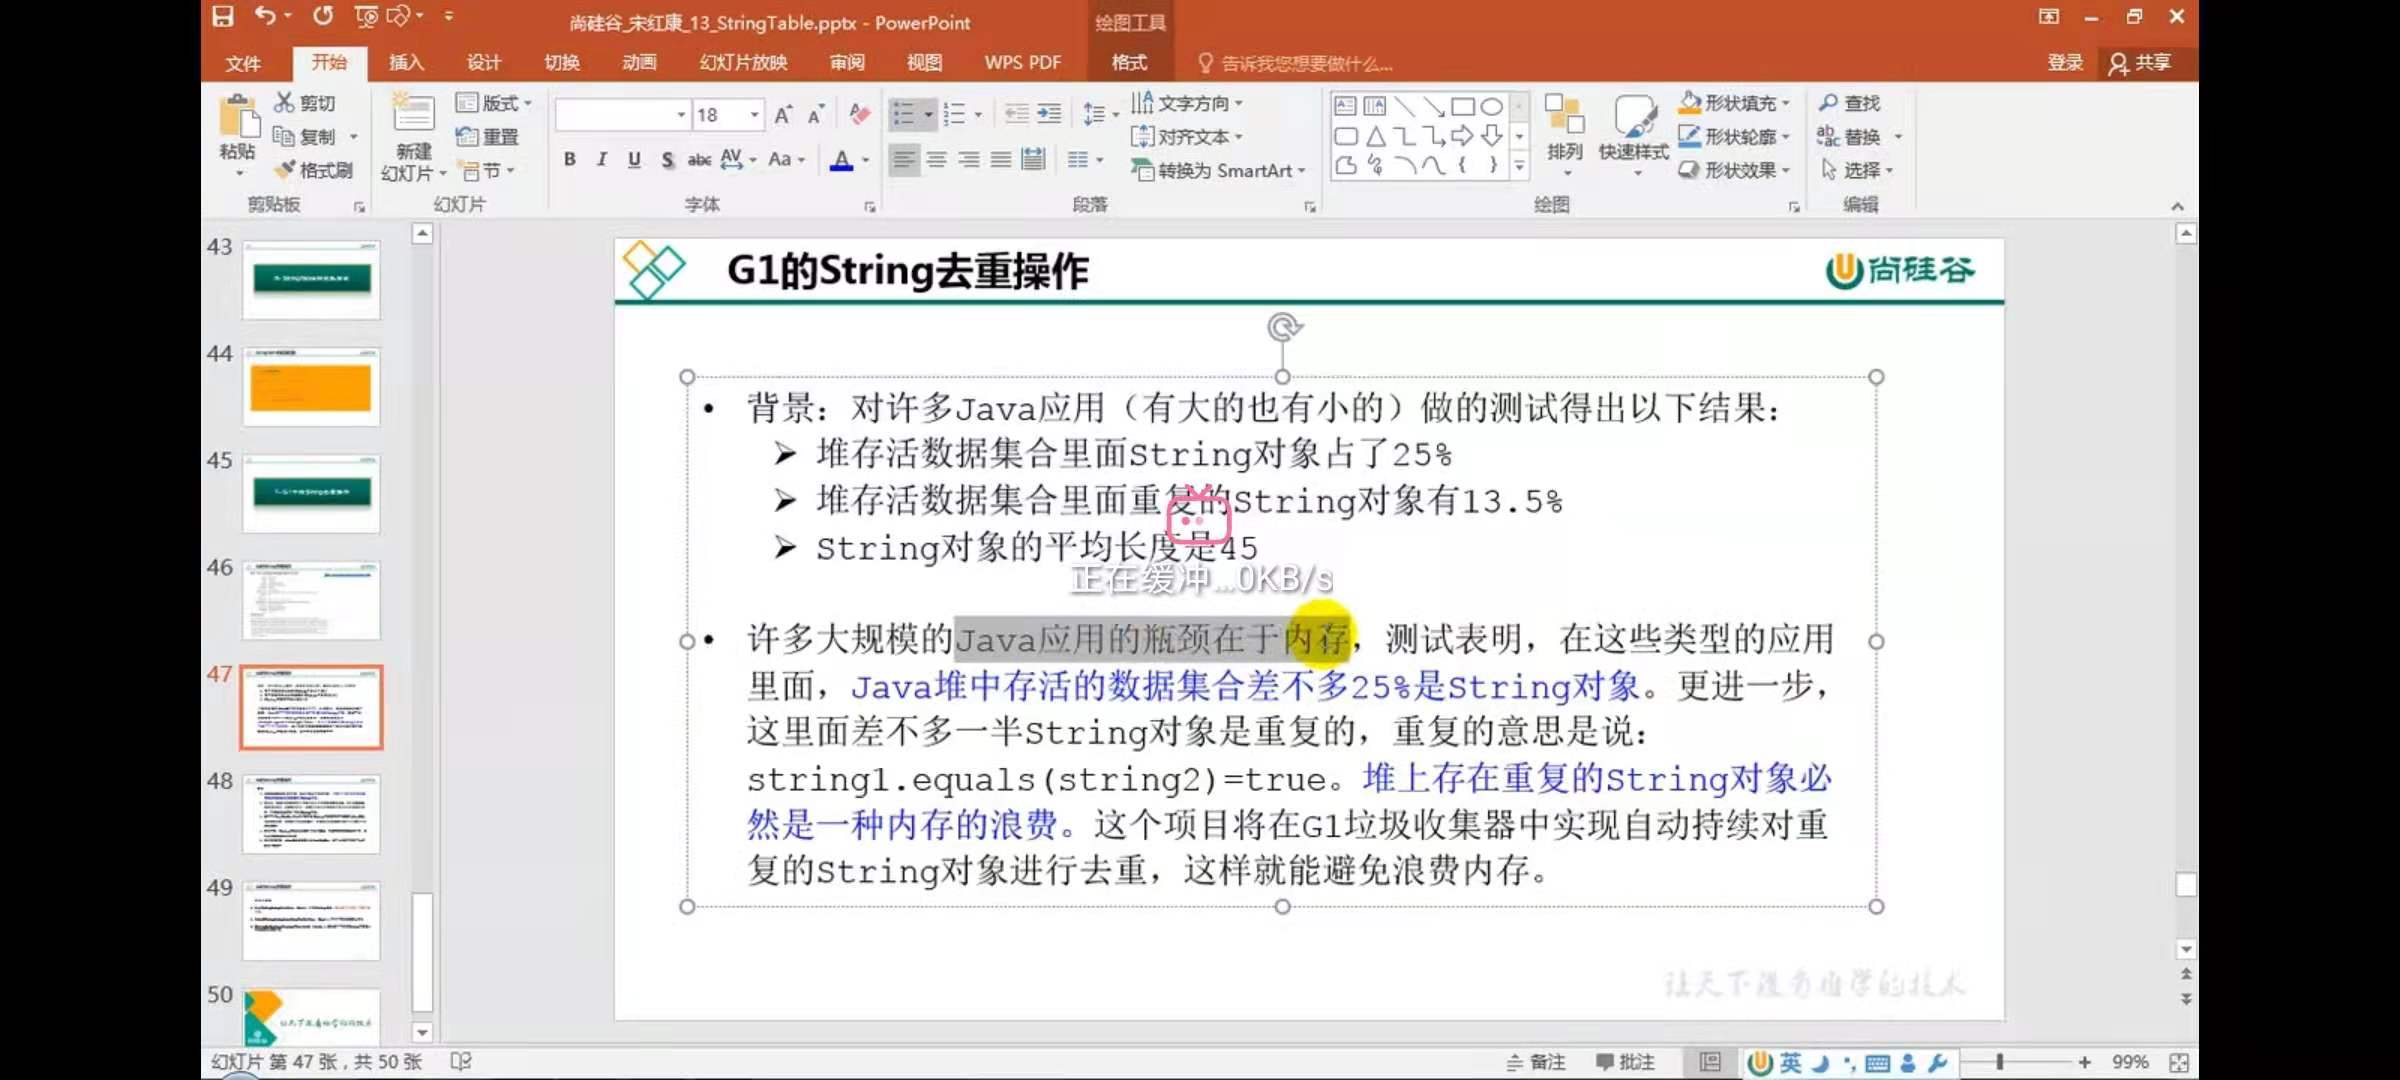 尚硅谷_宋红康_13_StringTable.pptx - PowerPoint
绘图工具
文件 开始 插入 设计 切换 动画 幻灯片放映 审阅 视图 WPS PDF 格式 告诉我您想要做什么... 登录 共享
粘贴 剪切 复制 格式刷
新建 幻灯片 版式 重置 节
18
B I U S abc AV Aa A
文字方向 对齐文本 转换为 SmartArt
排列 快速样式 形状填充 形状轮廓 形状效果
查找 替换 选择
剪贴板 幻灯片 字体 段落 绘图 编辑
43
44
45
46
47
48
49
50
G1的String去重操作
尚硅谷
• 背景：对许多Java应用（有大的也有小的）做的测试得出以下结果：
➢ 堆存活数据集合里面String对象占了25%
➢ 堆存活数据集合里面重复的String对象有13.5%
➢ String对象的平均长度是45
正在缓冲...0KB/s
• 许多大规模的Java应用的瓶颈在于内存，测试表明，在这些类型的应用
里面，Java堆中存活的数据集合差不多25%是String对象。更进一步，
这里面差不多一半String对象是重复的，重复的意思是说：
string1.equals(string2)=true。堆上存在重复的String对象必
然是一种内存的浪费。这个项目将在G1垃圾收集器中实现自动持续对重
复的String对象进行去重，这样就能避免浪费内存。
让天下没有难学的技术
幻灯片 第 47 张，共 50 张
备注 批注 英 99%